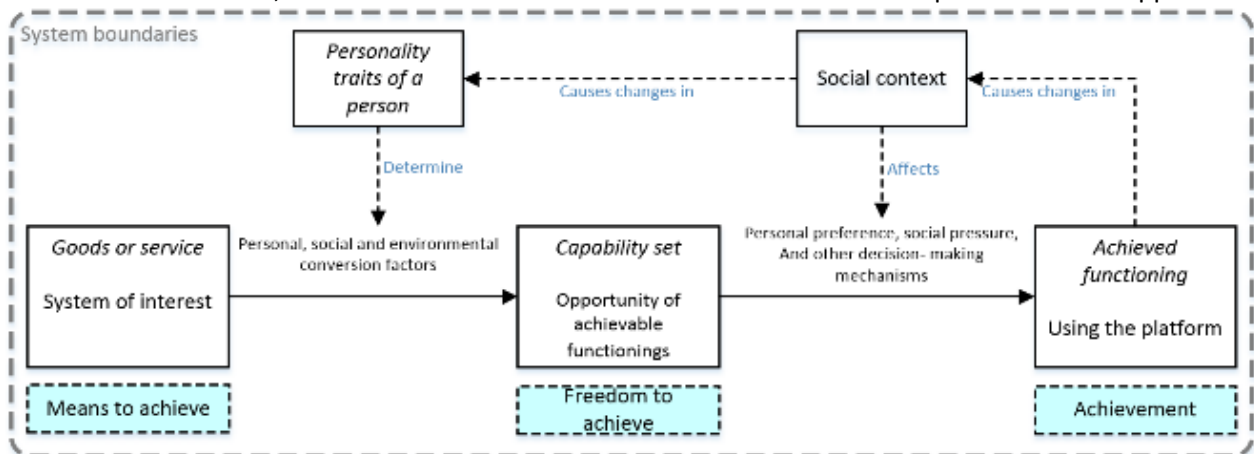 System boundaries
Personality
traits of a
person
Causes changes in
Social context
Causes changes in
Determine
Affects
Goods or service
System of interest
Personal, social and environmental
conversion factors
Capability set
Opportunity of
achievable
functionings
Personal preference, social pressure,
And other decision- making
mechanisms
Achieved
functioning
Using the platform
Means to achieve
Freedom to
achieve
Achievement